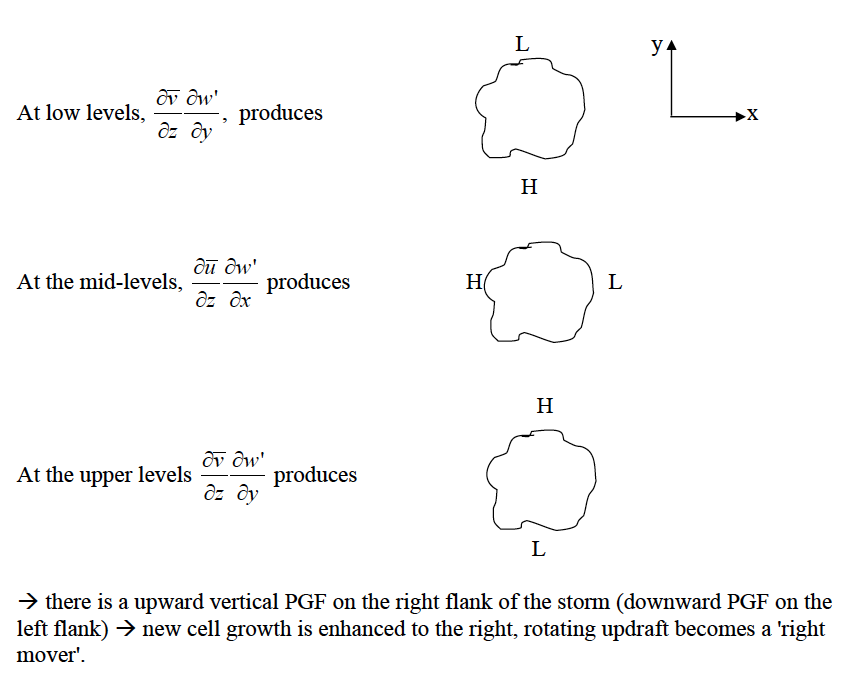 L
y
At low levels, ∂v̅/∂z ∂w'/∂y, produces
x
H
At the mid-levels, ∂u̅/∂z ∂w'/∂x produces
H L
H
At the upper levels ∂v̅/∂z ∂w'/∂y produces
L
→ there is a upward vertical PGF on the right flank of the storm (downward PGF on the
left flank) → new cell growth is enhanced to the right, rotating updraft becomes a 'right
mover'.